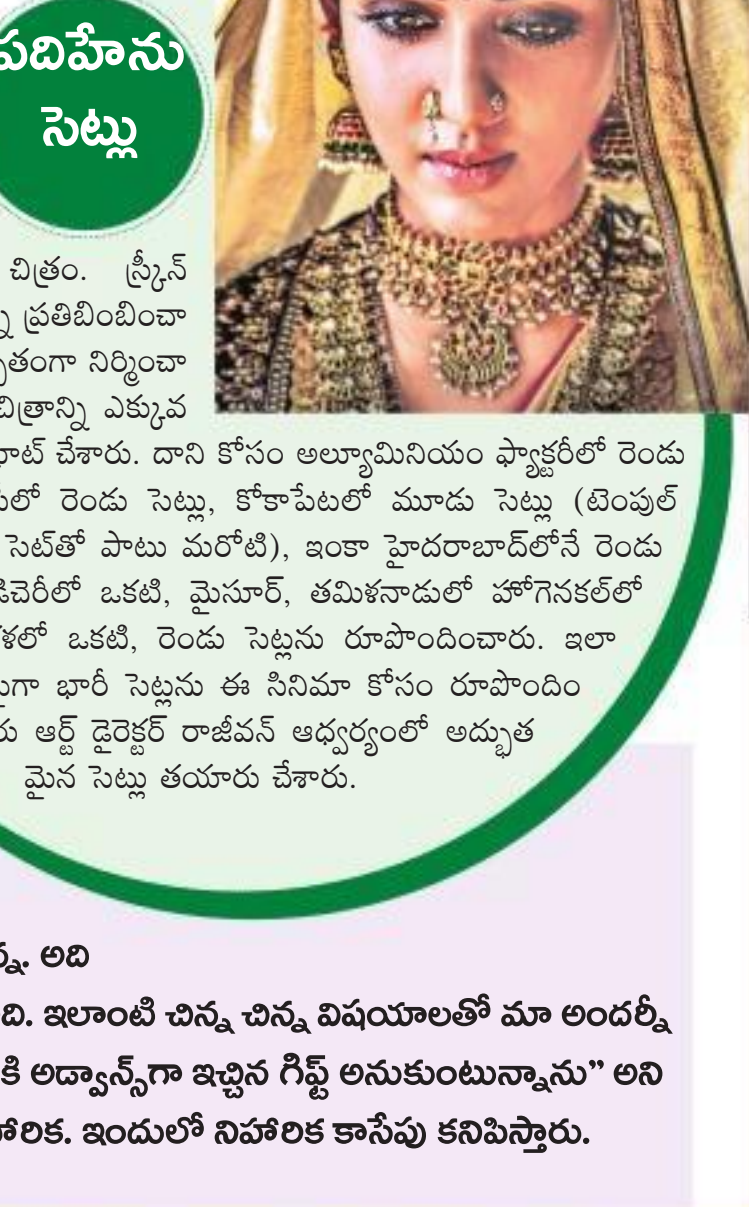 పదిహేను
సెట్లు
చిత్రం. స్క్రీన్
ప్రతిబింబించా
నిర్మించా
చిత్రాన్ని ఎక్కువ
చేశారు. దాని కోసం అల్యూమినియం ఫ్యాక్టరీలో రెండు
రెండు సెట్లు, కోకాపేటలో మూడు సెట్లు (టెంపుల్
సెట్‌తో పాటు మరోటి), ఇంకా హైదరాబాద్‌లోనే రెండు
ఒకటి, మైసూర్, తమిళనాడులో హోగెనకల్‌లో
ఒకటి, రెండు సెట్లను రూపొందించారు. ఇలా
భారీ సెట్లను ఈ సినిమా కోసం రూపొందిం
ఆర్ట్ డైరెక్టర్ రాజీవన్ ఆధ్వర్యంలో అద్భుత
మైన సెట్లు తయారు చేశారు.
అది
ఇలాంటి చిన్న చిన్న విషయాలతో మా అందర్నీ
కి అడ్వాన్స్‌గా ఇచ్చిన గిఫ్ట్ అనుకుంటున్నాను” అని
ఇందులో నిహారిక కాసేపు కనిపిస్తారు.